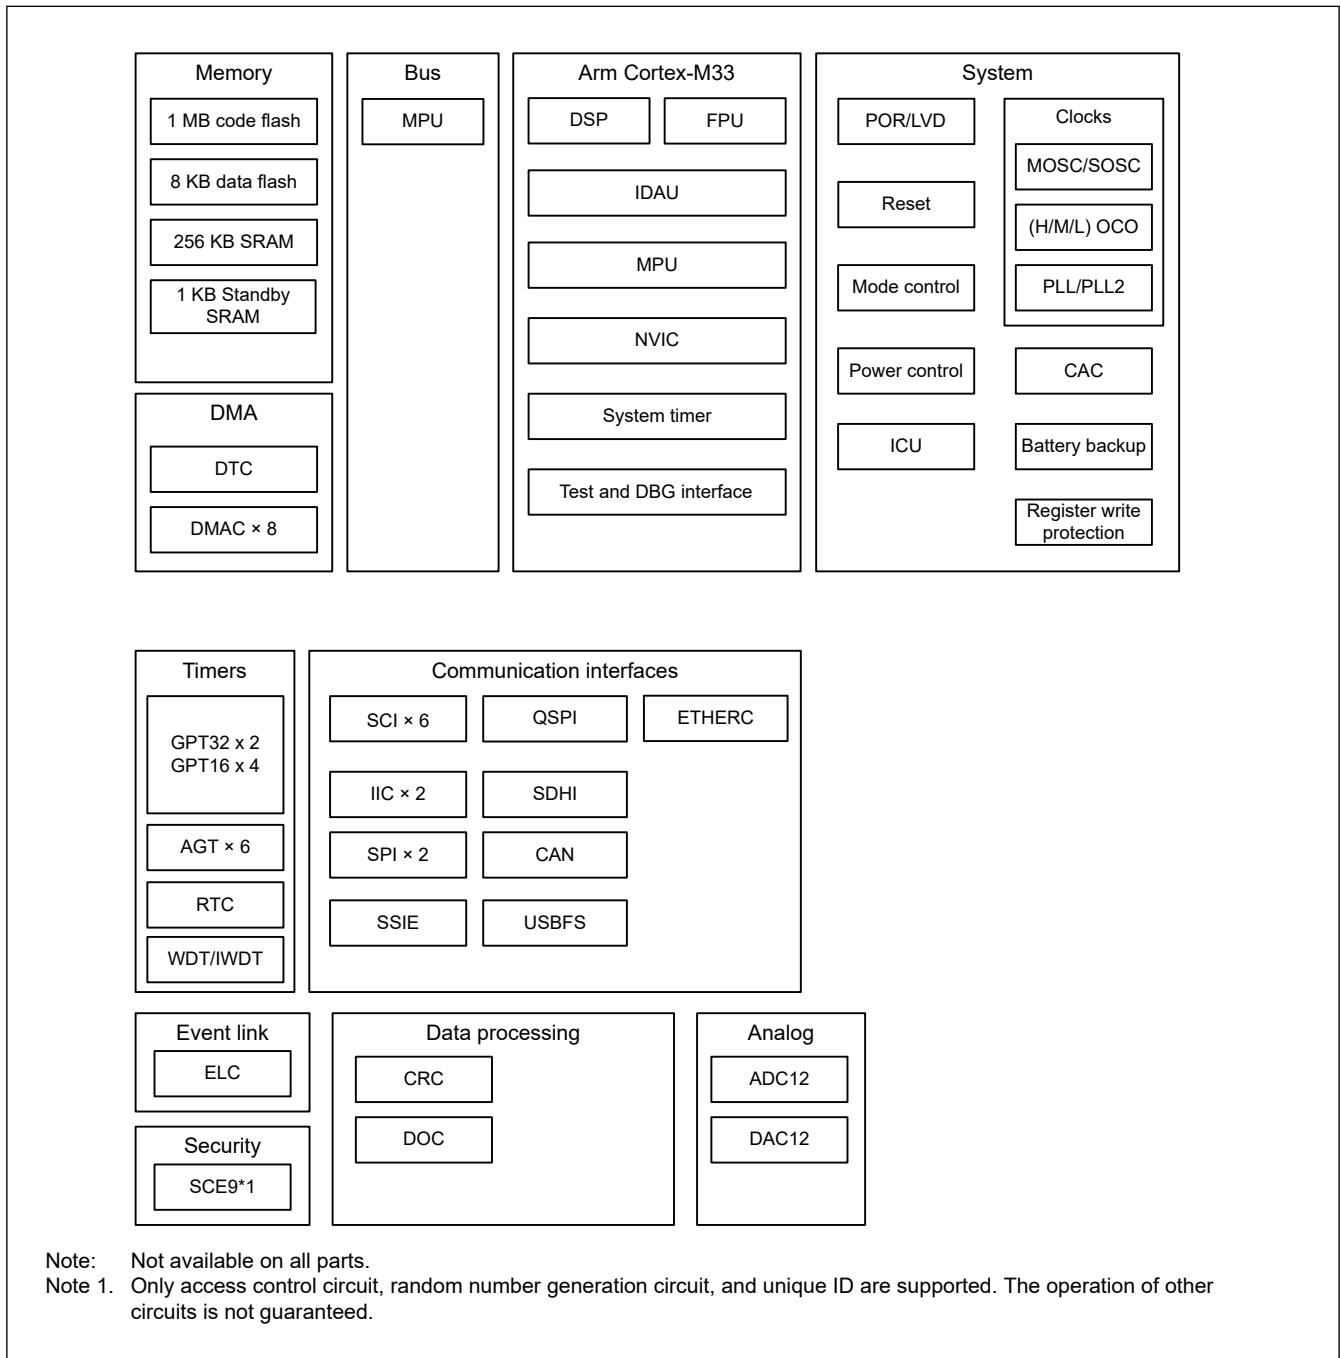 Memory
1 MB code flash
8 KB data flash
256 KB SRAM
1 KB Standby
SRAM
DMA
DTC
DMAC × 8
Bus
MPU
Arm Cortex-M33
DSP
FPU
IDAU
MPU
NVIC
System timer
Test and DBG interface
System
POR/LVD
Reset
Mode control
Power control
ICU
Clocks
MOSC/SOSC
(H/M/L) OCO
PLL/PLL2
CAC
Battery backup
Register write
protection
Timers
GPT32 x 2
GPT16 x 4
AGT × 6
RTC
WDT/IWDT
Communication interfaces
SCI × 6
QSPI
ETHERC
IIC × 2
SDHI
SPI × 2
CAN
SSIE
USBFS
Event link
ELC
Security
SCE9*1
Data processing
CRC
DOC
Analog
ADC12
DAC12
Note: Not available on all parts.
Note 1. Only access control circuit, random number generation circuit, and unique ID are supported. The operation of other
circuits is not guaranteed.